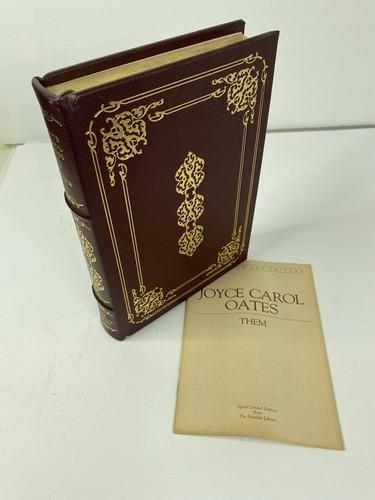 JOYCE CAROL
OATES
THEM
Signed Limited Edition
from
The Franklin Library